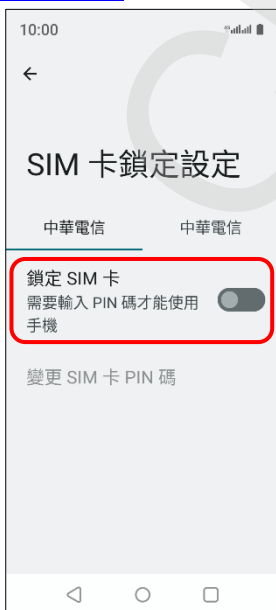 10:00
SIM 卡鎖定設定
中華電信 中華電信
鎖定 SIM 卡
需要輸入 PIN 碼才能使用
手機
變更 SIM 卡 PIN 碼